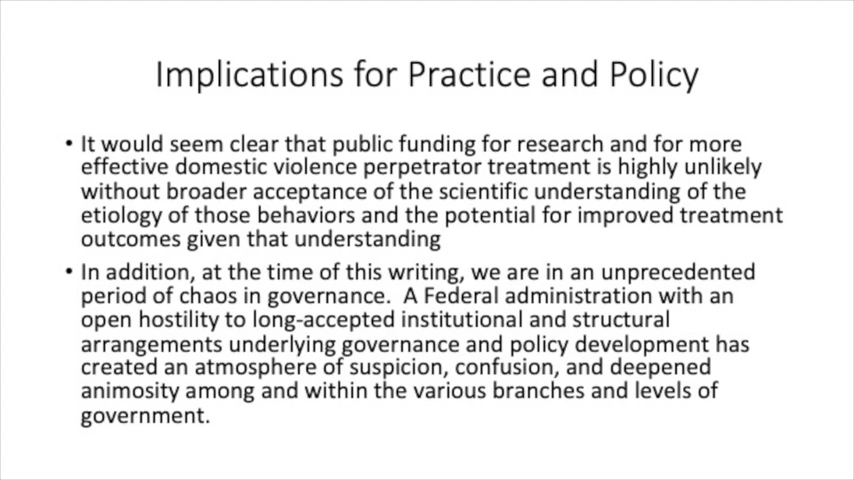 Implications for Practice and Policy
• It would seem clear that public funding for research and for more
effective domestic violence perpetrator treatment is highly unlikely
without broader acceptance of the scientific understanding of the
etiology of those behaviors and the potential for improved treatment
outcomes given that understanding
• In addition, at the time of this writing, we are in an unprecedented
period of chaos in governance.  A Federal administration with an
open hostility to long-accepted institutional and structural
arrangements underlying governance and policy development has
created an atmosphere of suspicion, confusion, and deepened
animosity among and within the various branches and levels of
government.